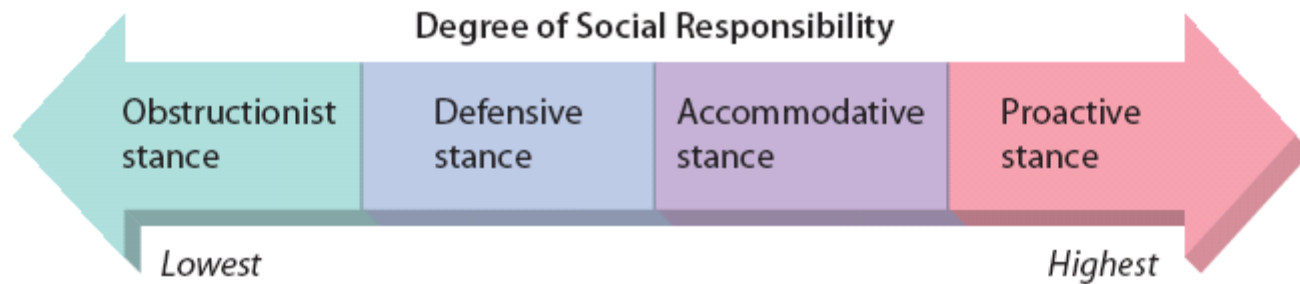 Degree of Social Responsibility
Obstructionist
stance
Defensive
stance
Accommodative
stance
Proactive
stance
Lowest
Highest